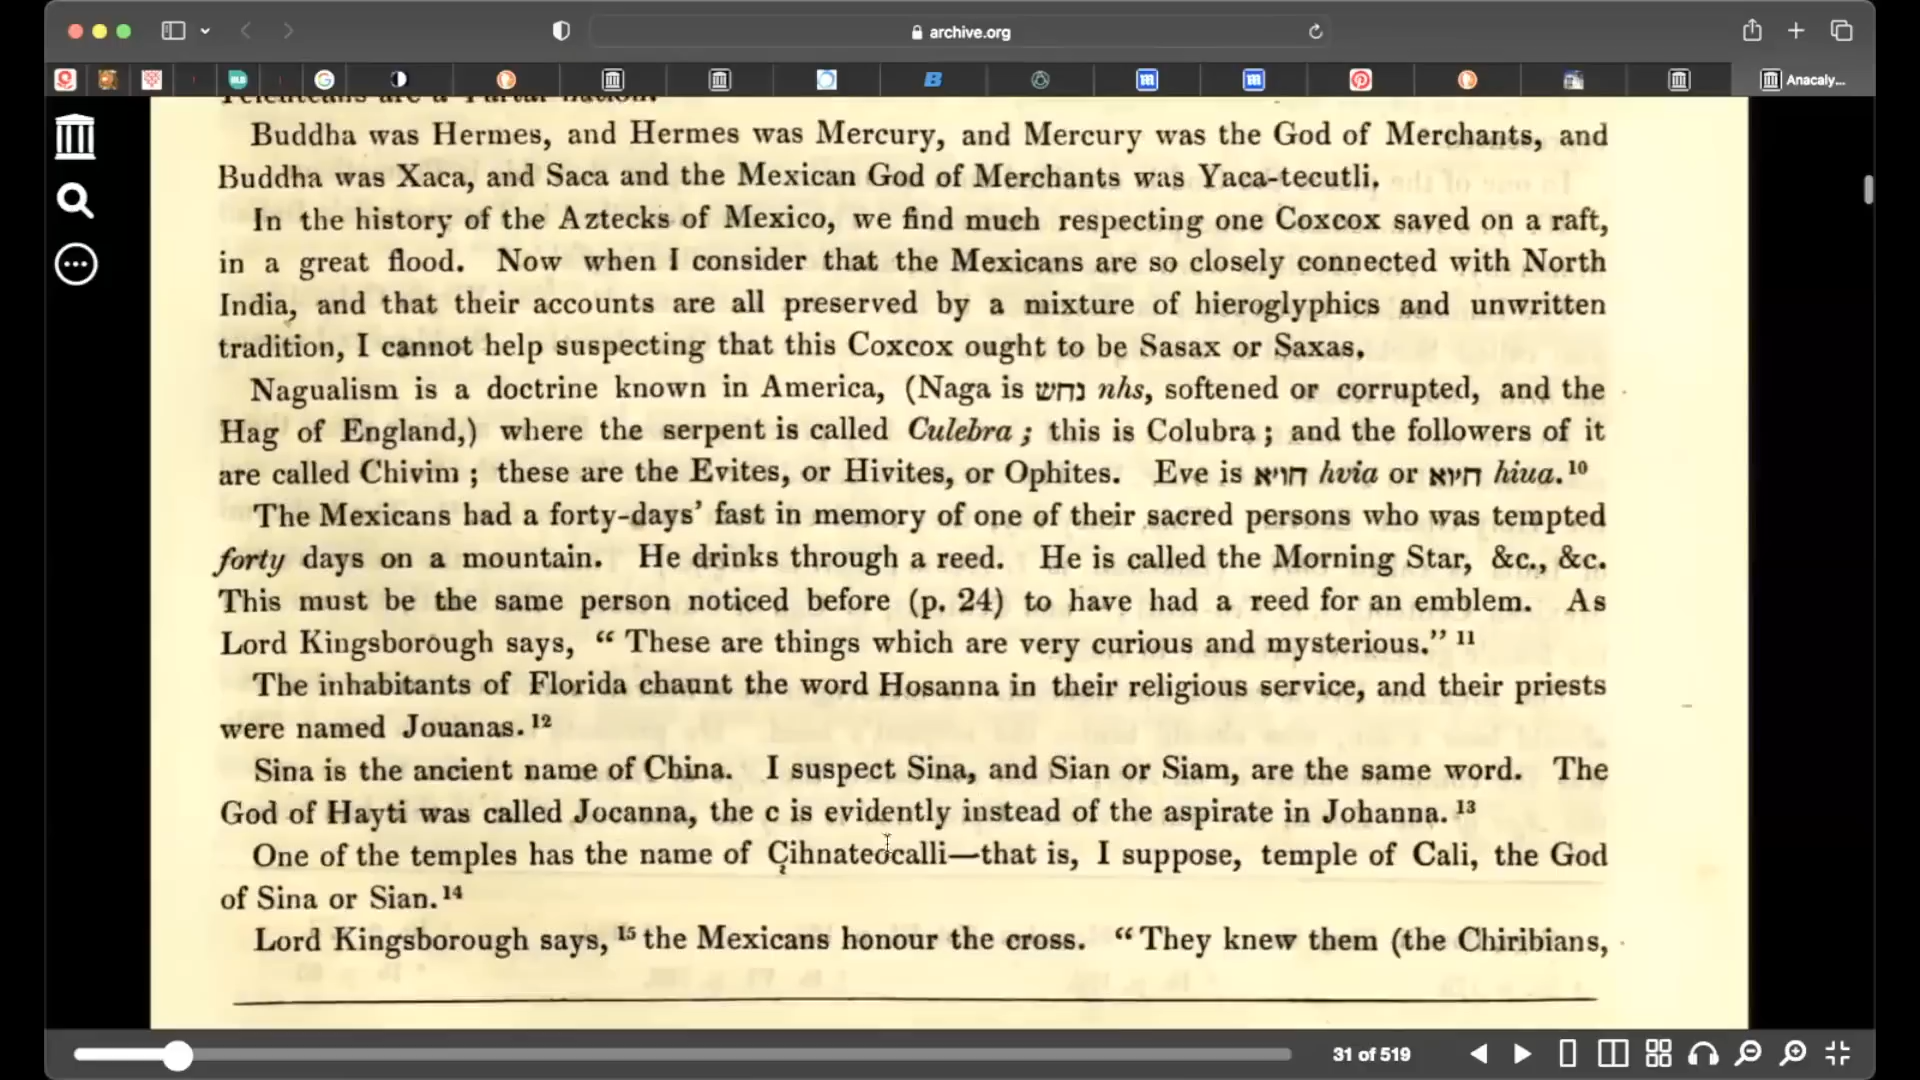 archive.org
Anacaly...
Buddha was Hermes, and Hermes was Mercury, and Mercury was the God of Merchants, and
Buddha was Xaca, and Saca and the Mexican God of Merchants was Yaca-tecutli.
In the history of the Aztecks of Mexico, we find much respecting one Coxcox saved on a raft,
in a great flood. Now when I consider that the Mexicans are so closely connected with North
India, and that their accounts are all preserved by a mixture of hieroglyphics and unwritten
tradition, I cannot help suspecting that this Coxcox ought to be Sasax or Saxas.
Nagualism is a doctrine known in America, (Naga is נחש nhs, softened or corrupted, and the
Hag of England,) where the serpent is called Culebra; this is Colubra; and the followers of it
are called Chivim; these are the Evites, or Hivites, or Ophites. Eve is חויא hvia or חיוא hiua.¹⁰
The Mexicans had a forty-days' fast in memory of one of their sacred persons who was tempted
forty days on a mountain. He drinks through a reed. He is called the Morning Star, &c., &c.
This must be the same person noticed before (p. 24) to have had a reed for an emblem. As
Lord Kingsborough says, “These are things which are very curious and mysterious.” ¹¹
The inhabitants of Florida chaunt the word Hosanna in their religious service, and their priests
were named Jouanas.¹²
Sina is the ancient name of China. I suspect Sina, and Sian or Siam, are the same word. The
God of Hayti was called Jocanna, the c is evidently instead of the aspirate in Johanna.¹³
One of the temples has the name of Çihnateocalli—that is, I suppose, temple of Cali, the God
of Sina or Sian.¹⁴
Lord Kingsborough says,¹⁵ the Mexicans honour the cross. “They knew them (the Chiribians,
31 of 519